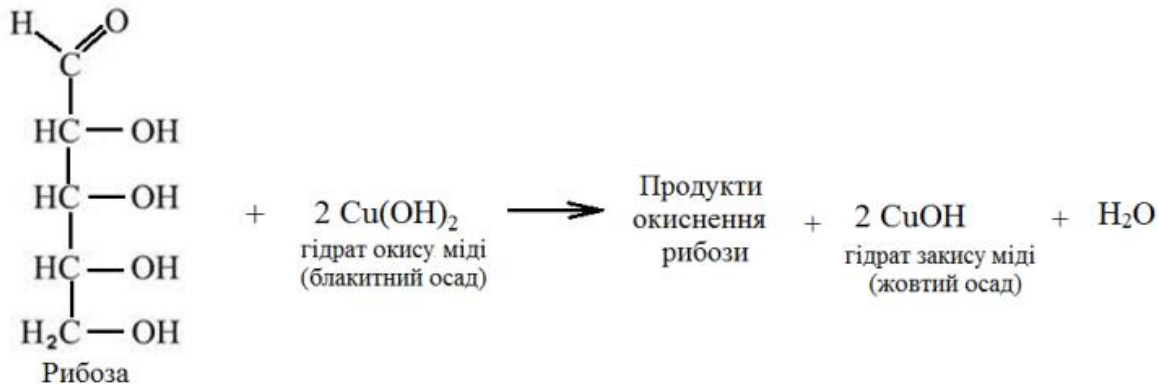 H O
C
HC — OH
HC — OH
HC — OH
H₂C — OH
Рибоза
+
2 Cu(OH)₂
гідрат окису міді
(блакитний осад)
Продукти
окиснення
рибози
+
2 CuOH
гідрат закису міді
(жовтий осад)
+
H₂O